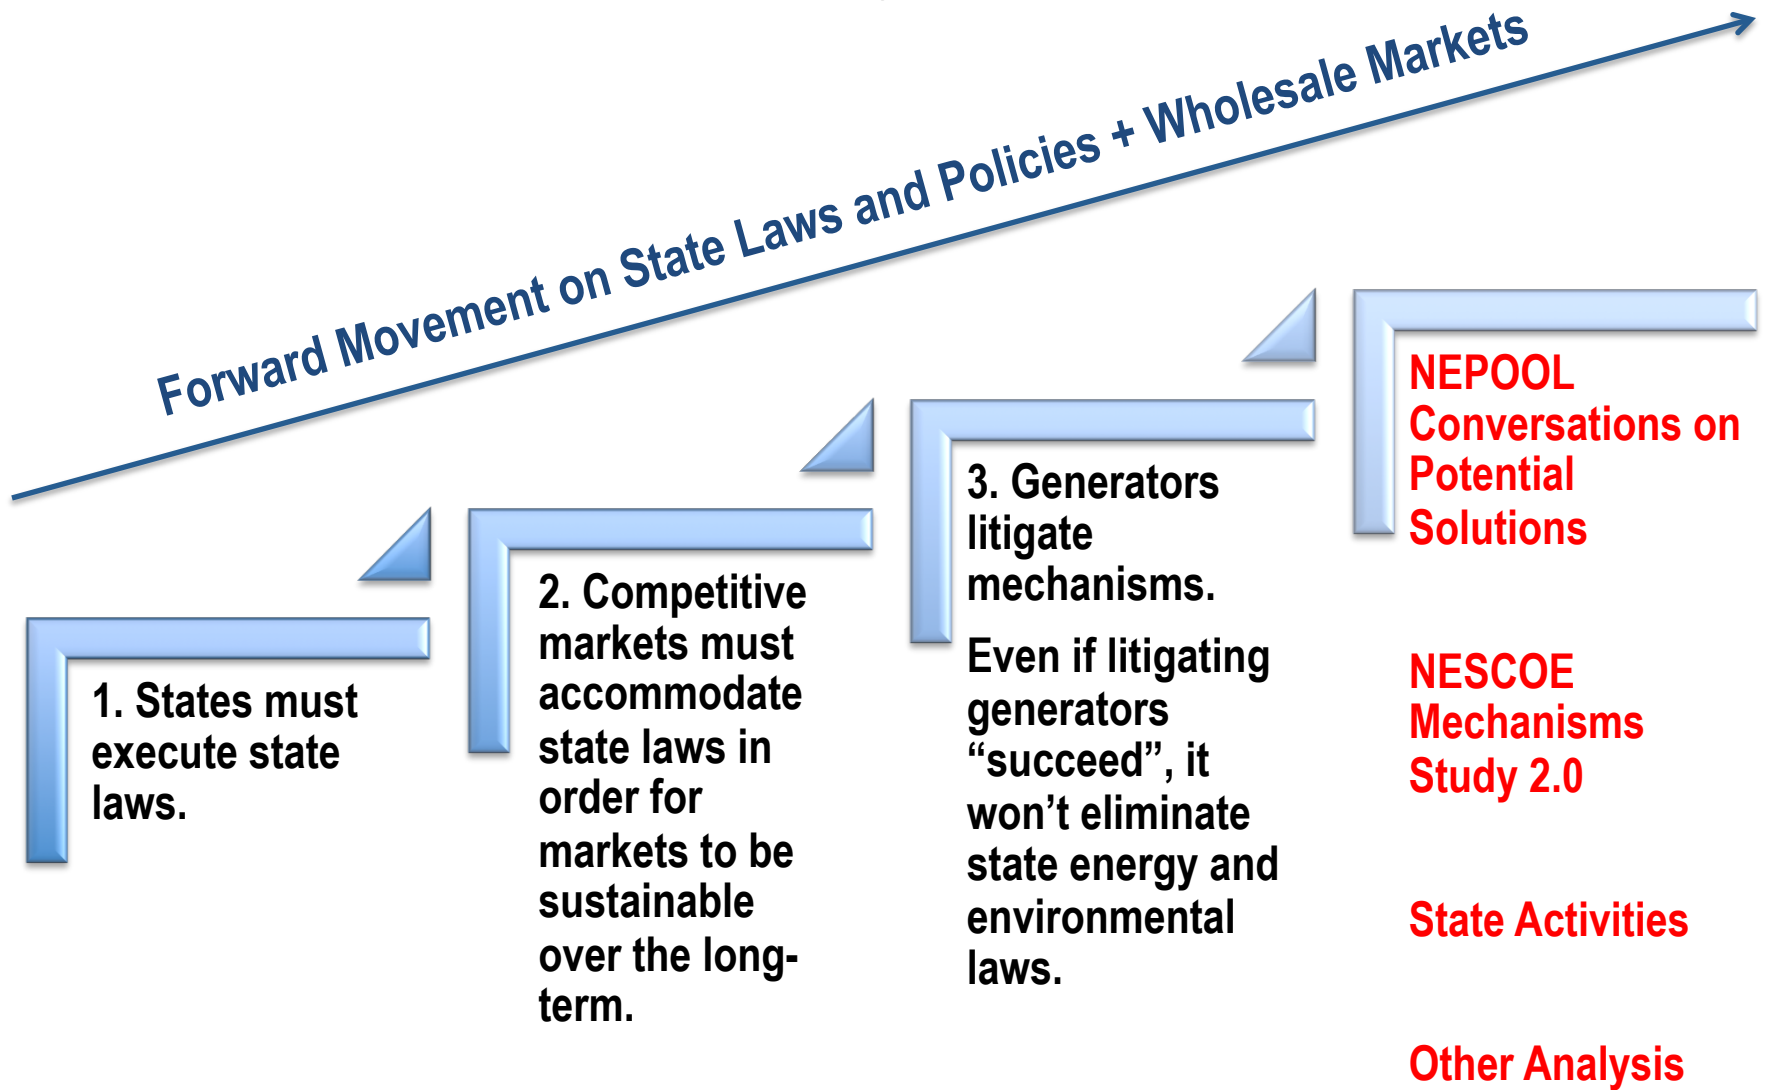 Forward Movement on State Laws and Policies + Wholesale Markets
1. States must
execute state
laws.
2. Competitive
markets must
accommodate
state laws in
order for
markets to be
sustainable
over the long-
term.
3. Generators
litigate
mechanisms.
Even if litigating
generators
“succeed”, it
won’t eliminate
state energy and
environmental
laws.
NEPOOL
Conversations on
Potential
Solutions
NESCOE
Mechanisms
Study 2.0
State Activities
Other Analysis